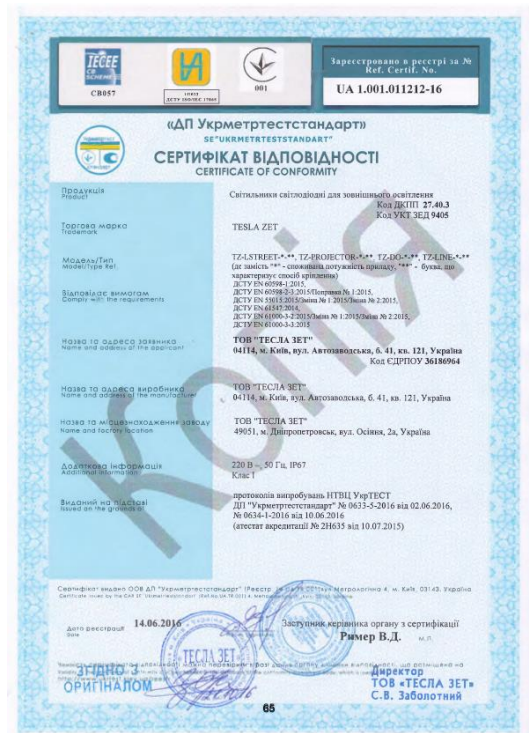 IECEE
CB
SCHEME
CB057
001
Зареєстровано в реєстрі за №
Ref. Certif. No.
UA 1.001.011212-16
«ДП Укрметртестстандарт»
SE"UKRMETRTESTSTANDART"
СЕРТИФІКАТ ВІДПОВІДНОСТІ
CERTIFICATE OF CONFORMITY
Продукція
Product
Світильники світлодіодні для зовнішнього освітлення
Код ДКПП 27.40.3
Код УКТ ЗЕД 9405
Торгова марка
Trademark
TESLA ZET
Модель/Тип
Model/Type Ref.
TZ-LSTREET-*-**, TZ-PROJECTOR-*-**, TZ-DO-*-**, TZ-LINE-*-**
(де замість "*" - споживана потужність приладу, "**" - буква, що
характеризує спосіб кріплення)
Відповідає вимогам
Comply with the requirements
ДСТУ EN 60598-1:2015,
ДСТУ EN 60598-2-3:2015/Поправка № 1:2015,
ДСТУ EN 55015:2015/Зміна № 1:2015/Зміна № 2:2015,
ДСТУ EN 61547:2014,
ДСТУ EN 61000-3-2:2015/Зміна № 1:2015/Зміна № 2:2015,
ДСТУ EN 61000-3-3:2015
Назва та адреса заявника
Name and address of the applicant
ТОВ "ТЕСЛА ЗЕТ"
04114, м. Київ, вул. Автозаводська, б. 41, кв. 121, Україна
Код ЄДРПОУ 36186964
Назва та адреса виробника
Name and address of the manufacturer
ТОВ "ТЕСЛА ЗЕТ"
04114, м. Київ, вул. Автозаводська, б. 41, кв. 121, Україна
Назва та місцезнаходження заводу
Name and factory location
ТОВ "ТЕСЛА ЗЕТ"
49051, м. Дніпропетровськ, вул. Осіння, 2а, Україна
Додаткова інформація
Additional information
220 В ~, 50 Гц, IP67
Клас I
Виданий на підставі
Issued on the grounds of
протоколів випробувань НТВЦ УкрТЕСТ
ДП "Укрметртестстандарт" № 0633-5-2016 від 02.06.2016,
№ 0634-1-2016 від 10.06.2016
(атестат акредитації № 2Н635 від 10.07.2015)
КОПІЯ
Сертифікат видано ООВ ДП "Укрметртестстандарт"
Метрологічна 4, м. Київ, 03143, Україна
дата реєстрації
Date
14.06.2016
Заступник керівника органу з сертифікації
Ример В.Д.
м.п.
ТЕСЛА ЗЕТ
ЗГІДНО З
ОРИГІНАЛОМ
Директор
ТОВ «ТЕСЛА ЗЕТ»
С.В. Заболотний
65